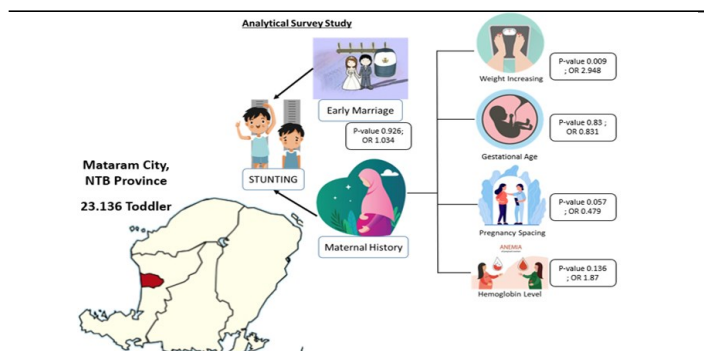 Analytical Survey Study
Early Marriage
P-value 0.926;
OR 1.034
STUNTING
Mataram City,
NTB Province
23.136 Toddler
Maternal History
Weight Increasing
P-value 0.009
; OR 2.948
Gestational Age
P-value 0.83 ;
OR 0.831
Pregnancy Spacing
P-value 0.057
; OR 0.479
ANEMIA
Hemoglobin Level
P-value 0.136
; OR 1.87